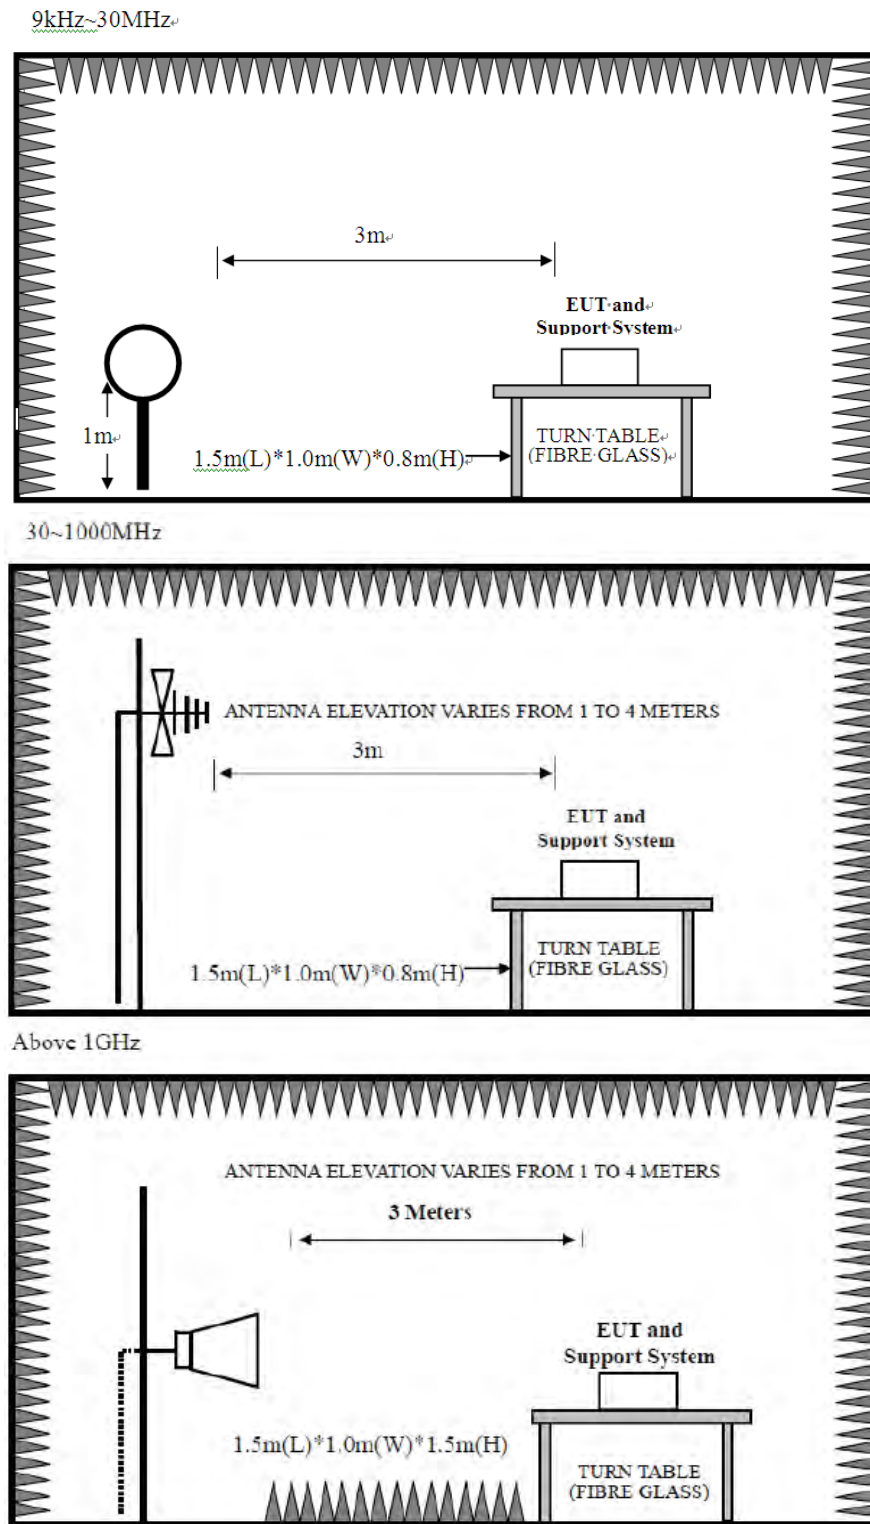 9kHz~30MHz
3m
EUT and
Support System
1m
TURN TABLE
(FIBRE GLASS)
1.5m(L)*1.0m(W)*0.8m(H)
30~1000MHz
ANTENNA ELEVATION VARIES FROM 1 TO 4 METERS
3m
EUT and
Support System
TURN TABLE
(FIBRE GLASS)
1.5m(L)*1.0m(W)*0.8m(H)
Above 1GHz
ANTENNA ELEVATION VARIES FROM 1 TO 4 METERS
3 Meters
EUT and
Support System
1.5m(L)*1.0m(W)*1.5m(H)
TURN TABLE
(FIBRE GLASS)